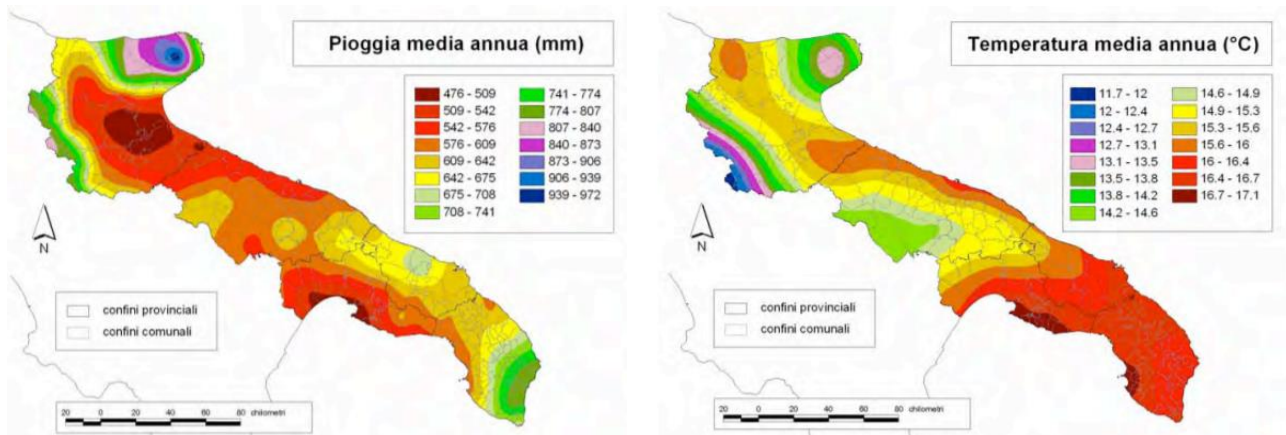 Pioggia media annua (mm)
476 - 509
509 - 542
542 - 576
576 - 609
609 - 642
642 - 675
675 - 708
708 - 741
741 - 774
774 - 807
807 - 840
840 - 873
873 - 906
906 - 939
939 - 972
N
confini provinciali
confini comunali
20 0 20 40 60 80 chilometri
Temperatura media annua (°C)
11.7 - 12
12 - 12.4
12.4 - 12.7
12.7 - 13.1
13.1 - 13.5
13.5 - 13.8
13.8 - 14.2
14.2 - 14.6
14.6 - 14.9
14.9 - 15.3
15.3 - 15.6
15.6 - 16
16 - 16.4
16.4 - 16.7
16.7 - 17.1
N
confini provinciali
confini comunali
20 0 20 40 60 80 chilometri